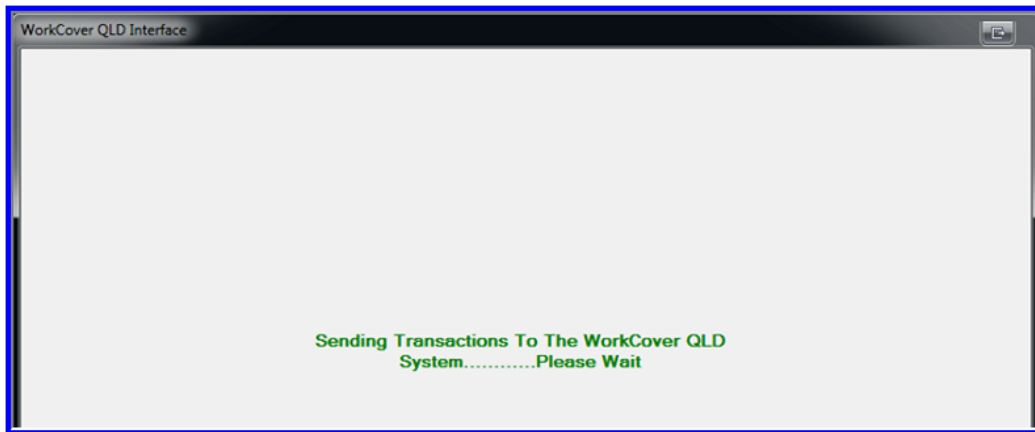 WorkCover QLD Interface
Sending Transactions To The WorkCover QLD
System............Please Wait